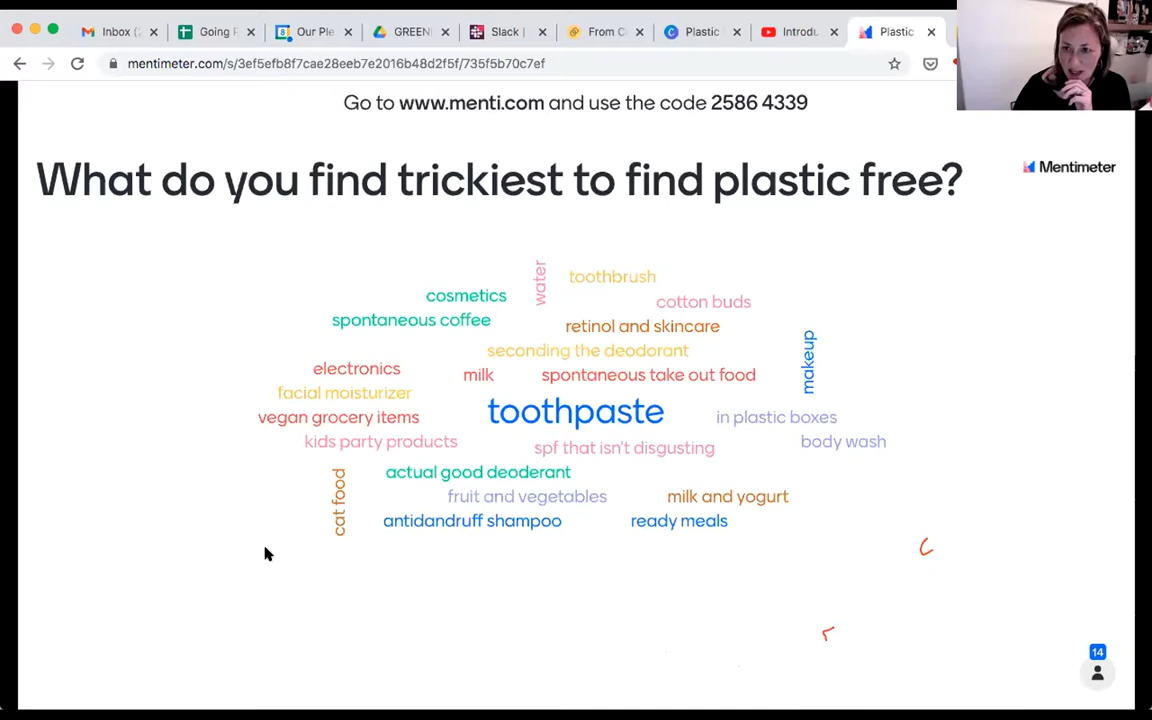 Inbox (2
Going P
Our Ple
GREEN
Slack |
From C
Plastic
Introdu
Plastic
mentimeter.com/s/3ef5efb8f7cae28eeb7e2016b48d2f5f/735f5b70c7ef
Go to www.menti.com and use the code 2586 4339
What do you find trickiest to find plastic free?
Mentimeter
water
toothbrush
cosmetics
cotton buds
spontaneous coffee
retinol and skincare
makeup
seconding the deodorant
electronics
milk
spontaneous take out food
facial moisturizer
toothpaste
vegan grocery items
in plastic boxes
kids party products
spf that isn't disgusting
body wash
cat food
actual good deoderant
fruit and vegetables
milk and yogurt
antidandruff shampoo
ready meals
14